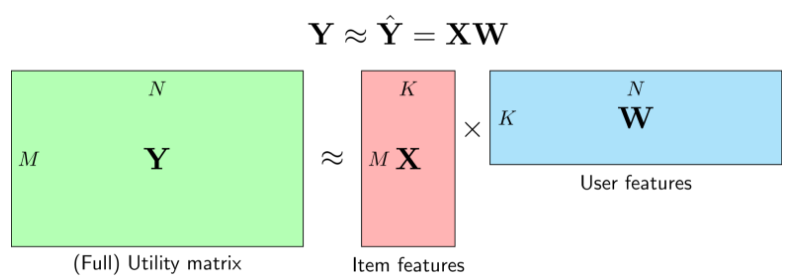 Y ≈ Ŷ = XW
N
M
Y
(Full) Utility matrix
≈
K
M X
Item features
×
N
K
W
User features